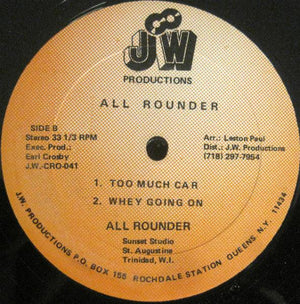 JW
PRODUCTIONS
ALL ROUNDER
SIDE B
Stereo 33 1/3 RPM
Exec. Prod.:
Earl Crosby
J.W.-CRO-041
Arr.: Leston Paul
Dist.: J.W. Productions
(718) 297-7954
1. TOO MUCH CAR
2. WHEY GOING ON
ALL ROUNDER
Sunset Studio
St. Augustine
Trinidad, W.I.
J.W. PRODUCTIONS P.O. BOX 155 ROCHDALE STATION QUEENS, N.Y. 11434